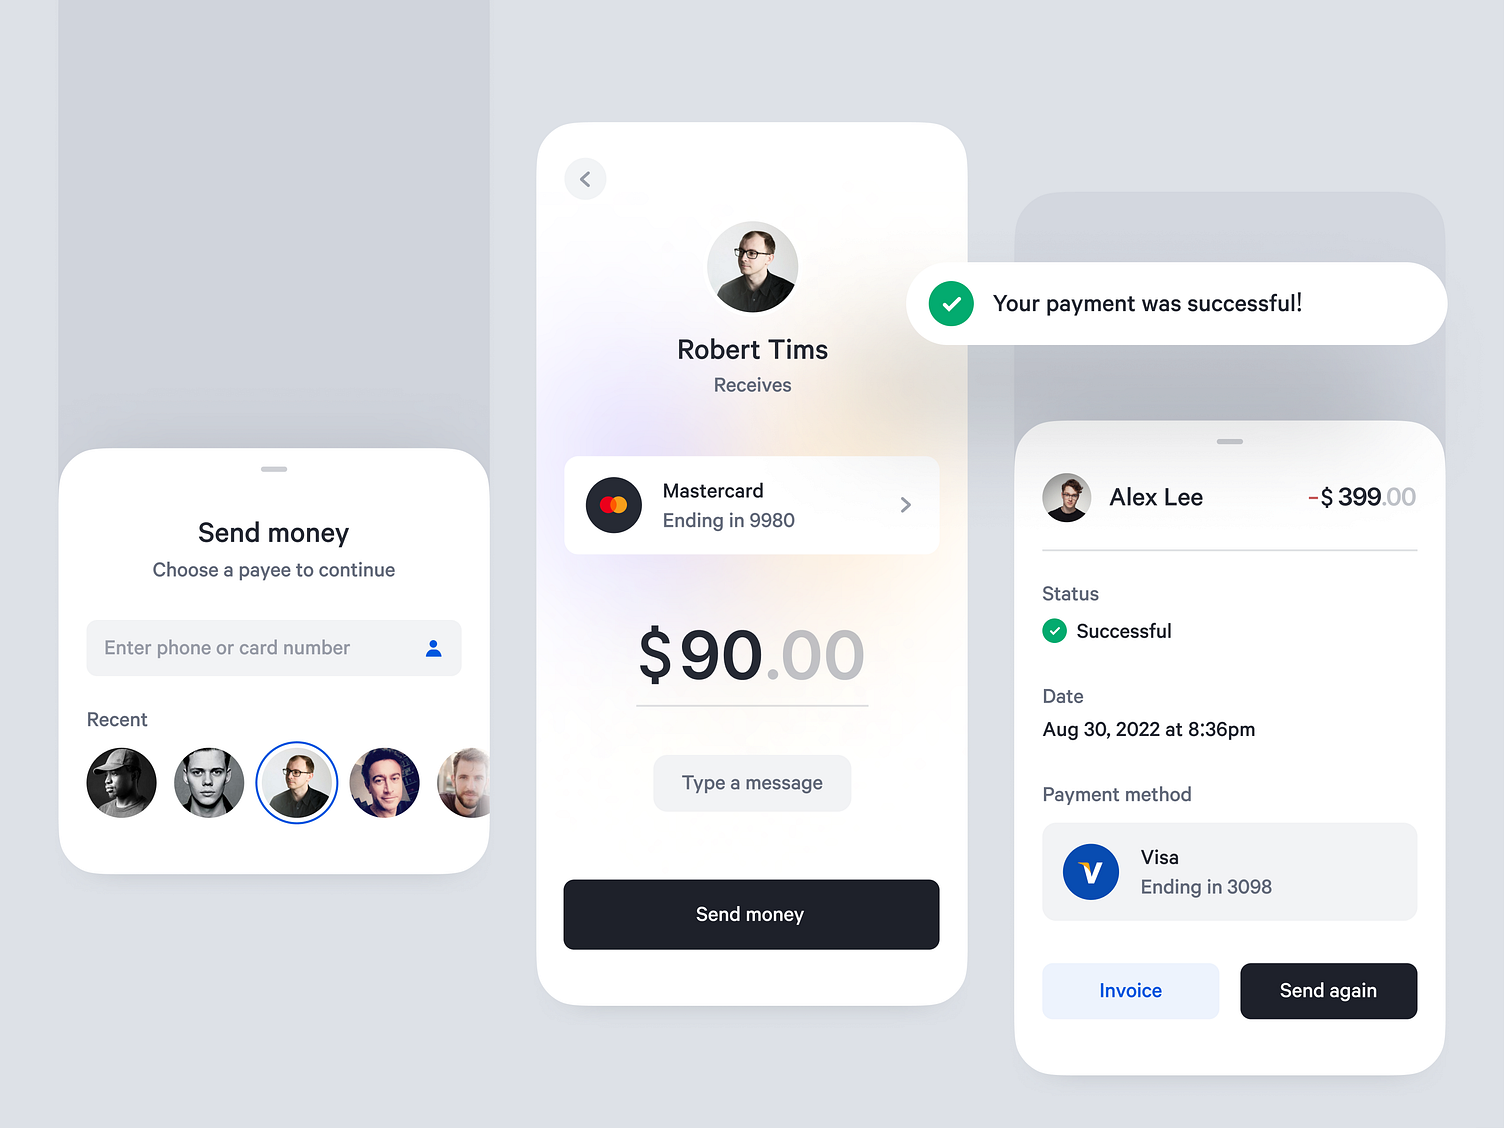 Send money
Choose a payee to continue
Enter phone or card number
Recent
Robert Tims
Receives
Mastercard
Ending in 9980
$90.00
Type a message
Send money
Your payment was successful!
Alex Lee
-$399.00
Status
Successful
Date
Aug 30, 2022 at 8:36pm
Payment method
V
Visa
Ending in 3098
Invoice
Send again